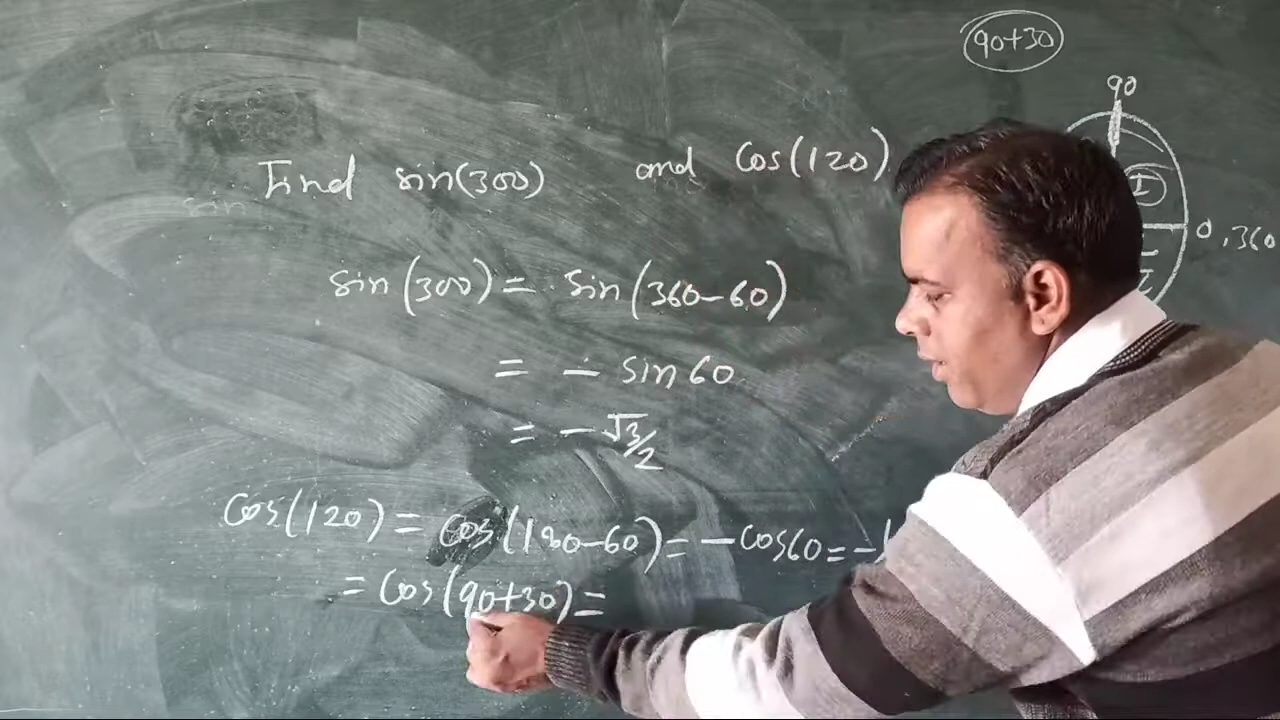 90+30
90
Find sin(300) and Cos(120)
I
0, 360
sin(300) = sin(360-60)
= - sin 60
= -√3/2
Cos(120) = Cos(180-60) = -cos60 = -
= Cos(90+30) =